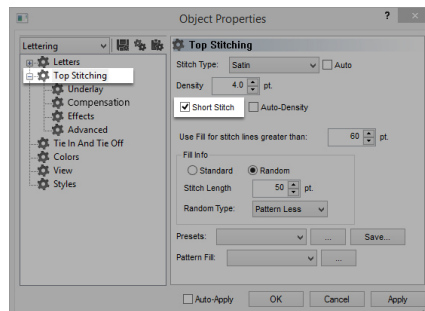 Object Properties ? ×
Lettering
Letters
Top Stitching
Underlay
Compensation
Effects
Advanced
Tie In And Tie Off
Colors
View
Styles
Top Stitching
Stitch Type: Satin Auto
Density 4.0 pt.
Short Stitch Auto-Density
Use Fill for stitch lines greater than: 60 pt.
Fill Info
Standard Random
Stitch Length 50 pt.
Random Type: Pattern Less
Presets: ... Save...
Pattern Fill: ...
Auto-Apply OK Cancel Apply